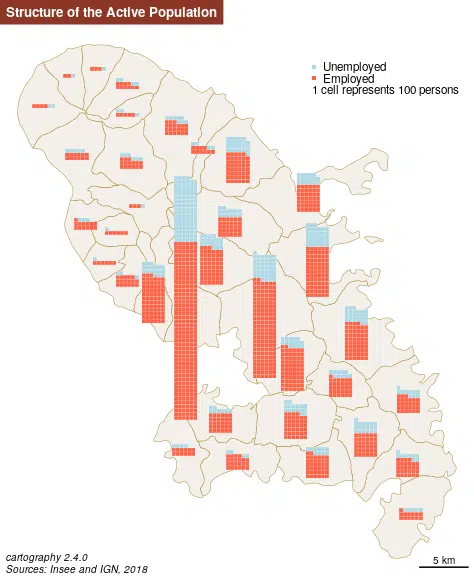 Structure of the Active Population
Unemployed
Employed
1 cell represents 100 persons
cartography 2.4.0
Sources: Insee and IGN, 2018
5 km